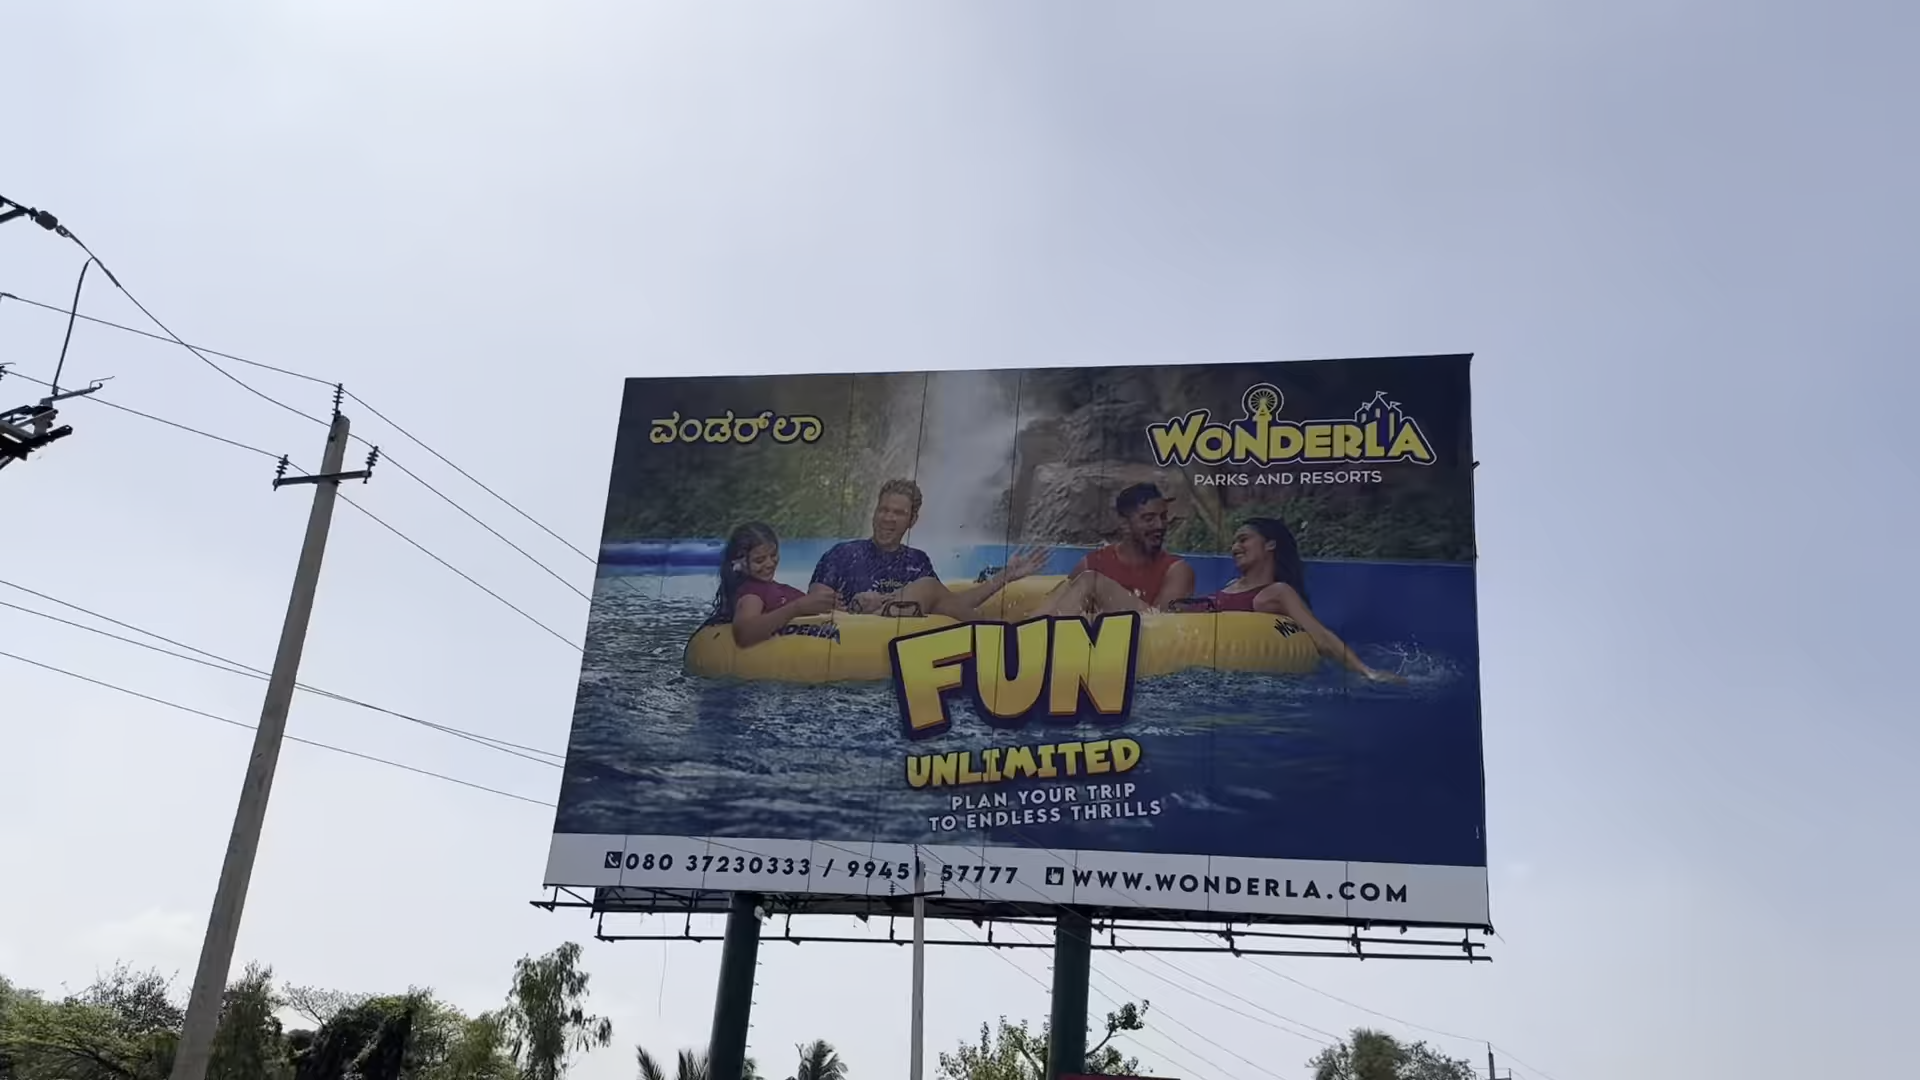 ವಂಡರ್‌ಲಾ
WONDERLA
PARKS AND RESORTS
WONDERLA
FUN
UNLIMITED
PLAN YOUR TRIP
TO ENDLESS THRILLS
080 37230333 / 9945 57777 WWW.WONDERLA.COM